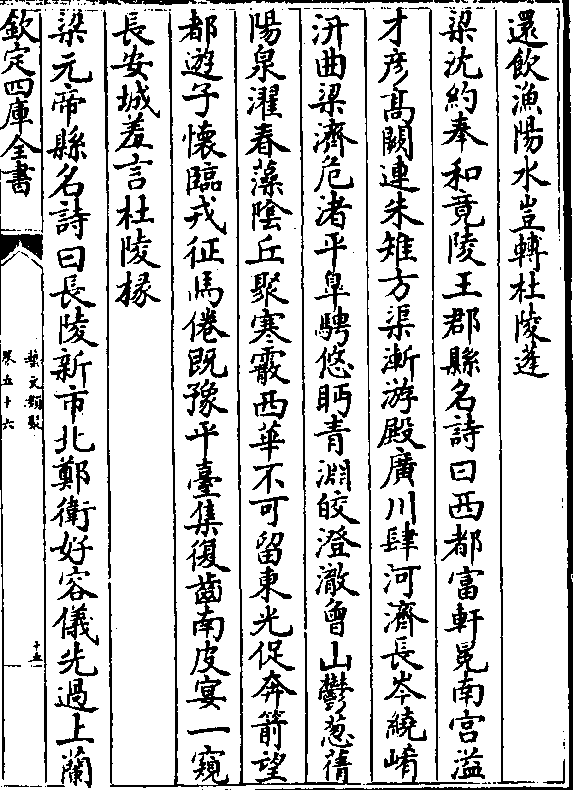 還飲漁陽水豈轉杜陵蓬
梁沈約奉和竟陵王郡縣名詩曰西都富軒冕南宫溢
才彦髙闕連朱雉方渠漸游殿廣川肆河濟長岑繞崤
汧曲梁濟危渚平臯騁悠眄青淵皎澄澈曾山鬱葱蒨
陽泉濯春藻陰丘聚寒霰西華不可留東光促奔箭望
都遊子懷臨戎征馬倦既豫平臺集復齒南皮宴一窺
長安城羞言杜陵掾
梁元帝縣名詩曰長陵新市北鄭衛好容儀先過上蘭
欽定四庫全書
藝文類聚
卷五十六
十五